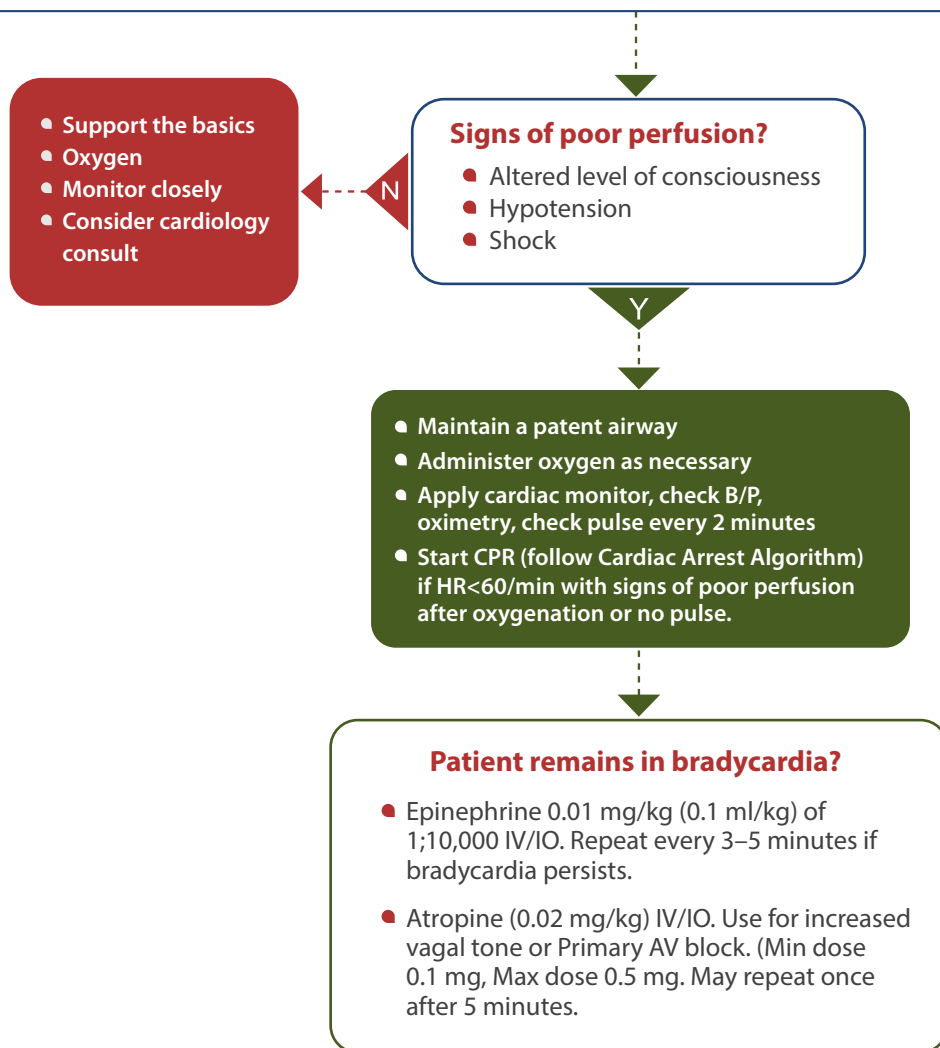 Support the basics
Oxygen
Monitor closely
Consider cardiology
consult
N
Signs of poor perfusion?
Altered level of consciousness
Hypotension
Shock
Y
Maintain a patent airway
Administer oxygen as necessary
Apply cardiac monitor, check B/P,
oximetry, check pulse every 2 minutes
Start CPR (follow Cardiac Arrest Algorithm)
if HR<60/min with signs of poor perfusion
after oxygenation or no pulse.
Patient remains in bradycardia?
Epinephrine 0.01 mg/kg (0.1 ml/kg) of
1;10,000 IV/IO. Repeat every 3–5 minutes if
bradycardia persists.
Atropine (0.02 mg/kg) IV/IO. Use for increased
vagal tone or Primary AV block. (Min dose
0.1 mg, Max dose 0.5 mg. May repeat once
after 5 minutes.